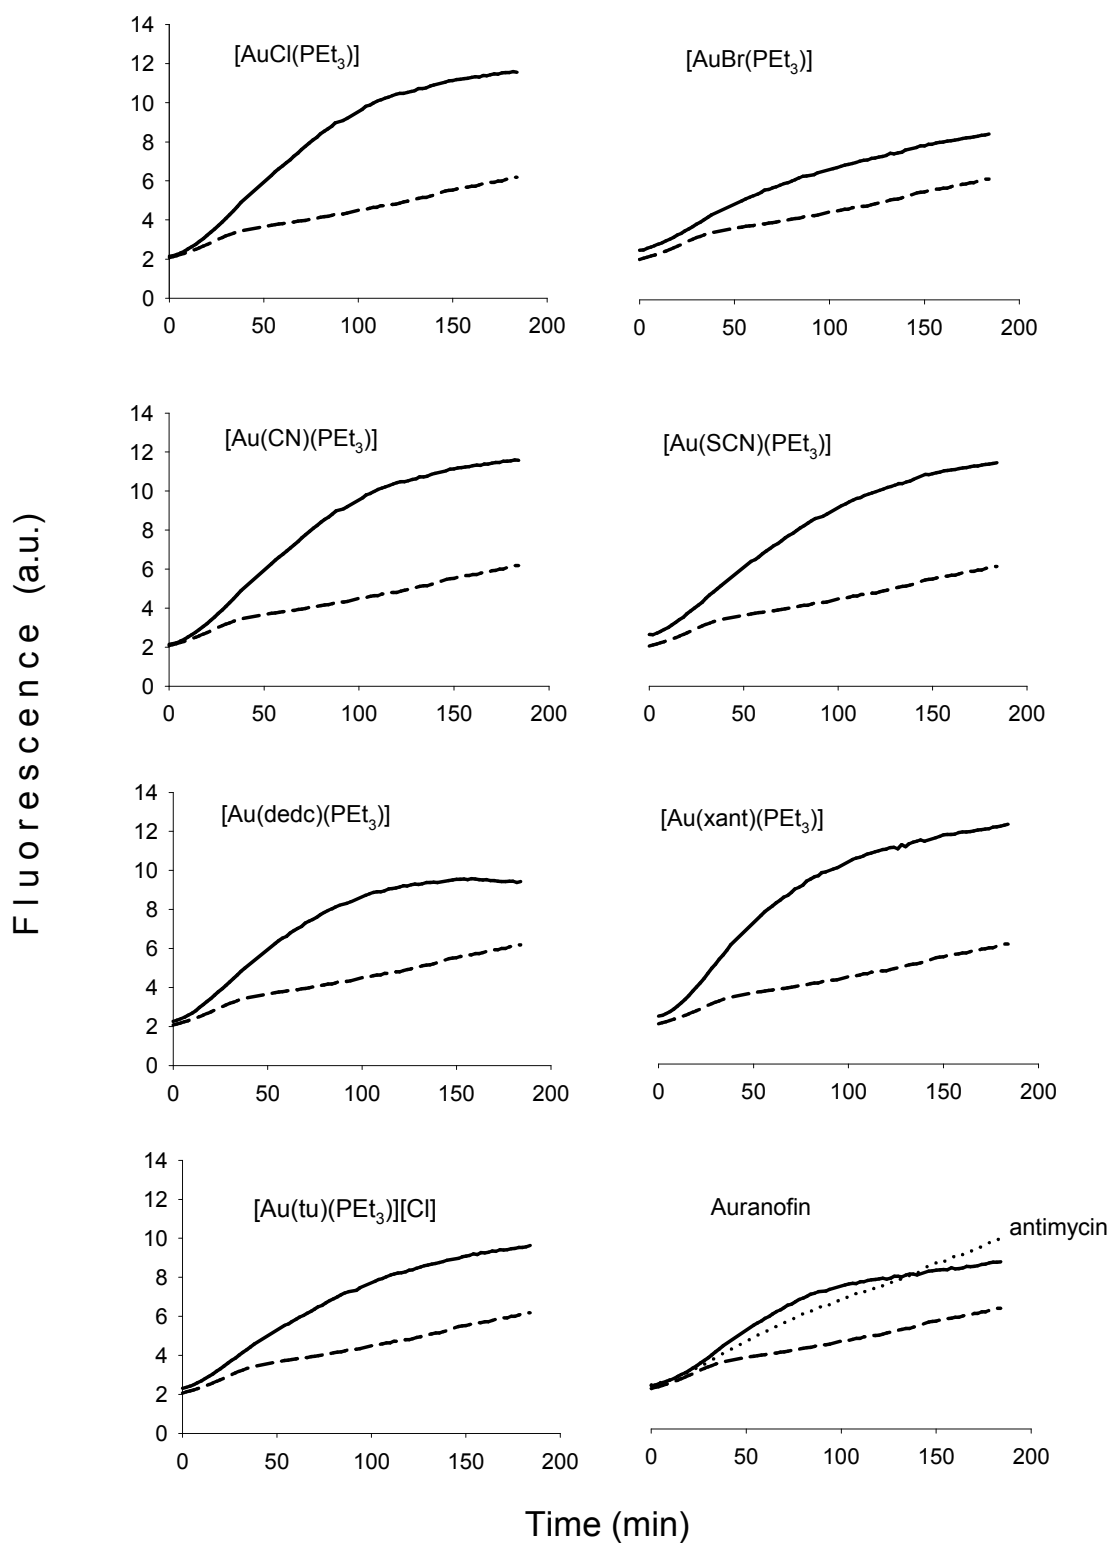 Fluorescence (a.u.)
[AuCl(PEt3)]
14
12
10
8
6
4
2
0
0 50 100 150 200
[AuBr(PEt3)]
0 50 100 150 200
[Au(CN)(PEt3)]
14
12
10
8
6
4
2
0
0 50 100 150 200
[Au(SCN)(PEt3)]
0 50 100 150 200
[Au(dedc)(PEt3)]
14
12
10
8
6
4
2
0
0 50 100 150 200
[Au(xant)(PEt3)]
0 50 100 150 200
[Au(tu)(PEt3)][Cl]
14
12
10
8
6
4
2
0
0 50 100 150 200
Auranofin
antimycin
0 50 100 150 200
Time (min)